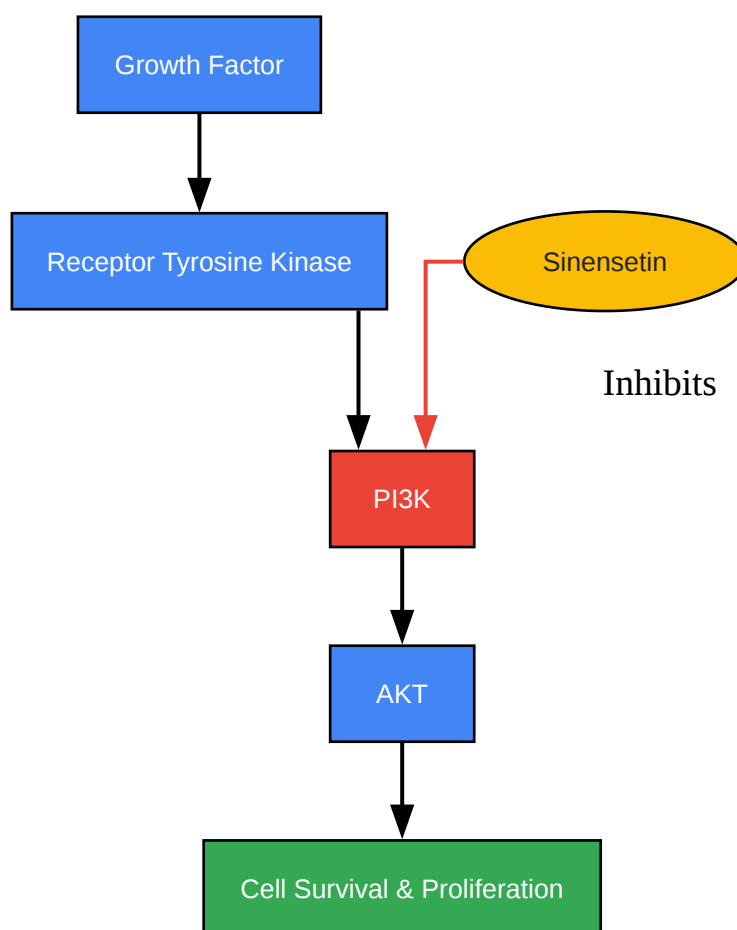 Growth Factor
Receptor Tyrosine Kinase
Sinensetin
Inhibits
PI3K
AKT
Cell Survival & Proliferation